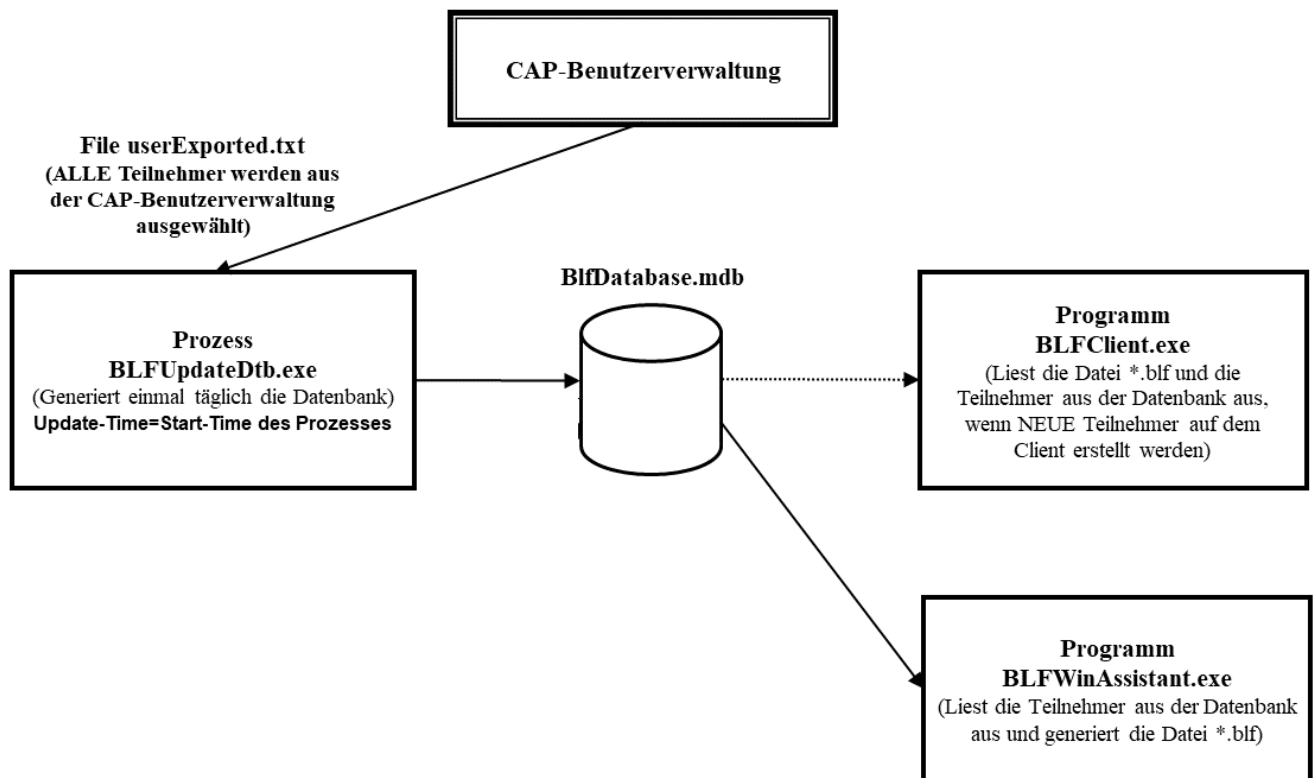 CAP-Benutzerverwaltung
File userExported.txt
(ALLE Teilnehmer werden aus
der CAP-Benutzerverwaltung
ausgewählt)
Prozess
BLFUpdateDtb.exe
(Generiert einmal täglich die Datenbank)
Update-Time=Start-Time des Prozesses
BlfDatabase.mdb
Programm
BLFClient.exe
(Liest die Datei *.blf und die
Teilnehmer aus der Datenbank aus,
wenn NEUE Teilnehmer auf dem
Client erstellt werden)
Programm
BLFWinAssistant.exe
(Liest die Teilnehmer aus der Datenbank
aus und generiert die Datei *.blf)